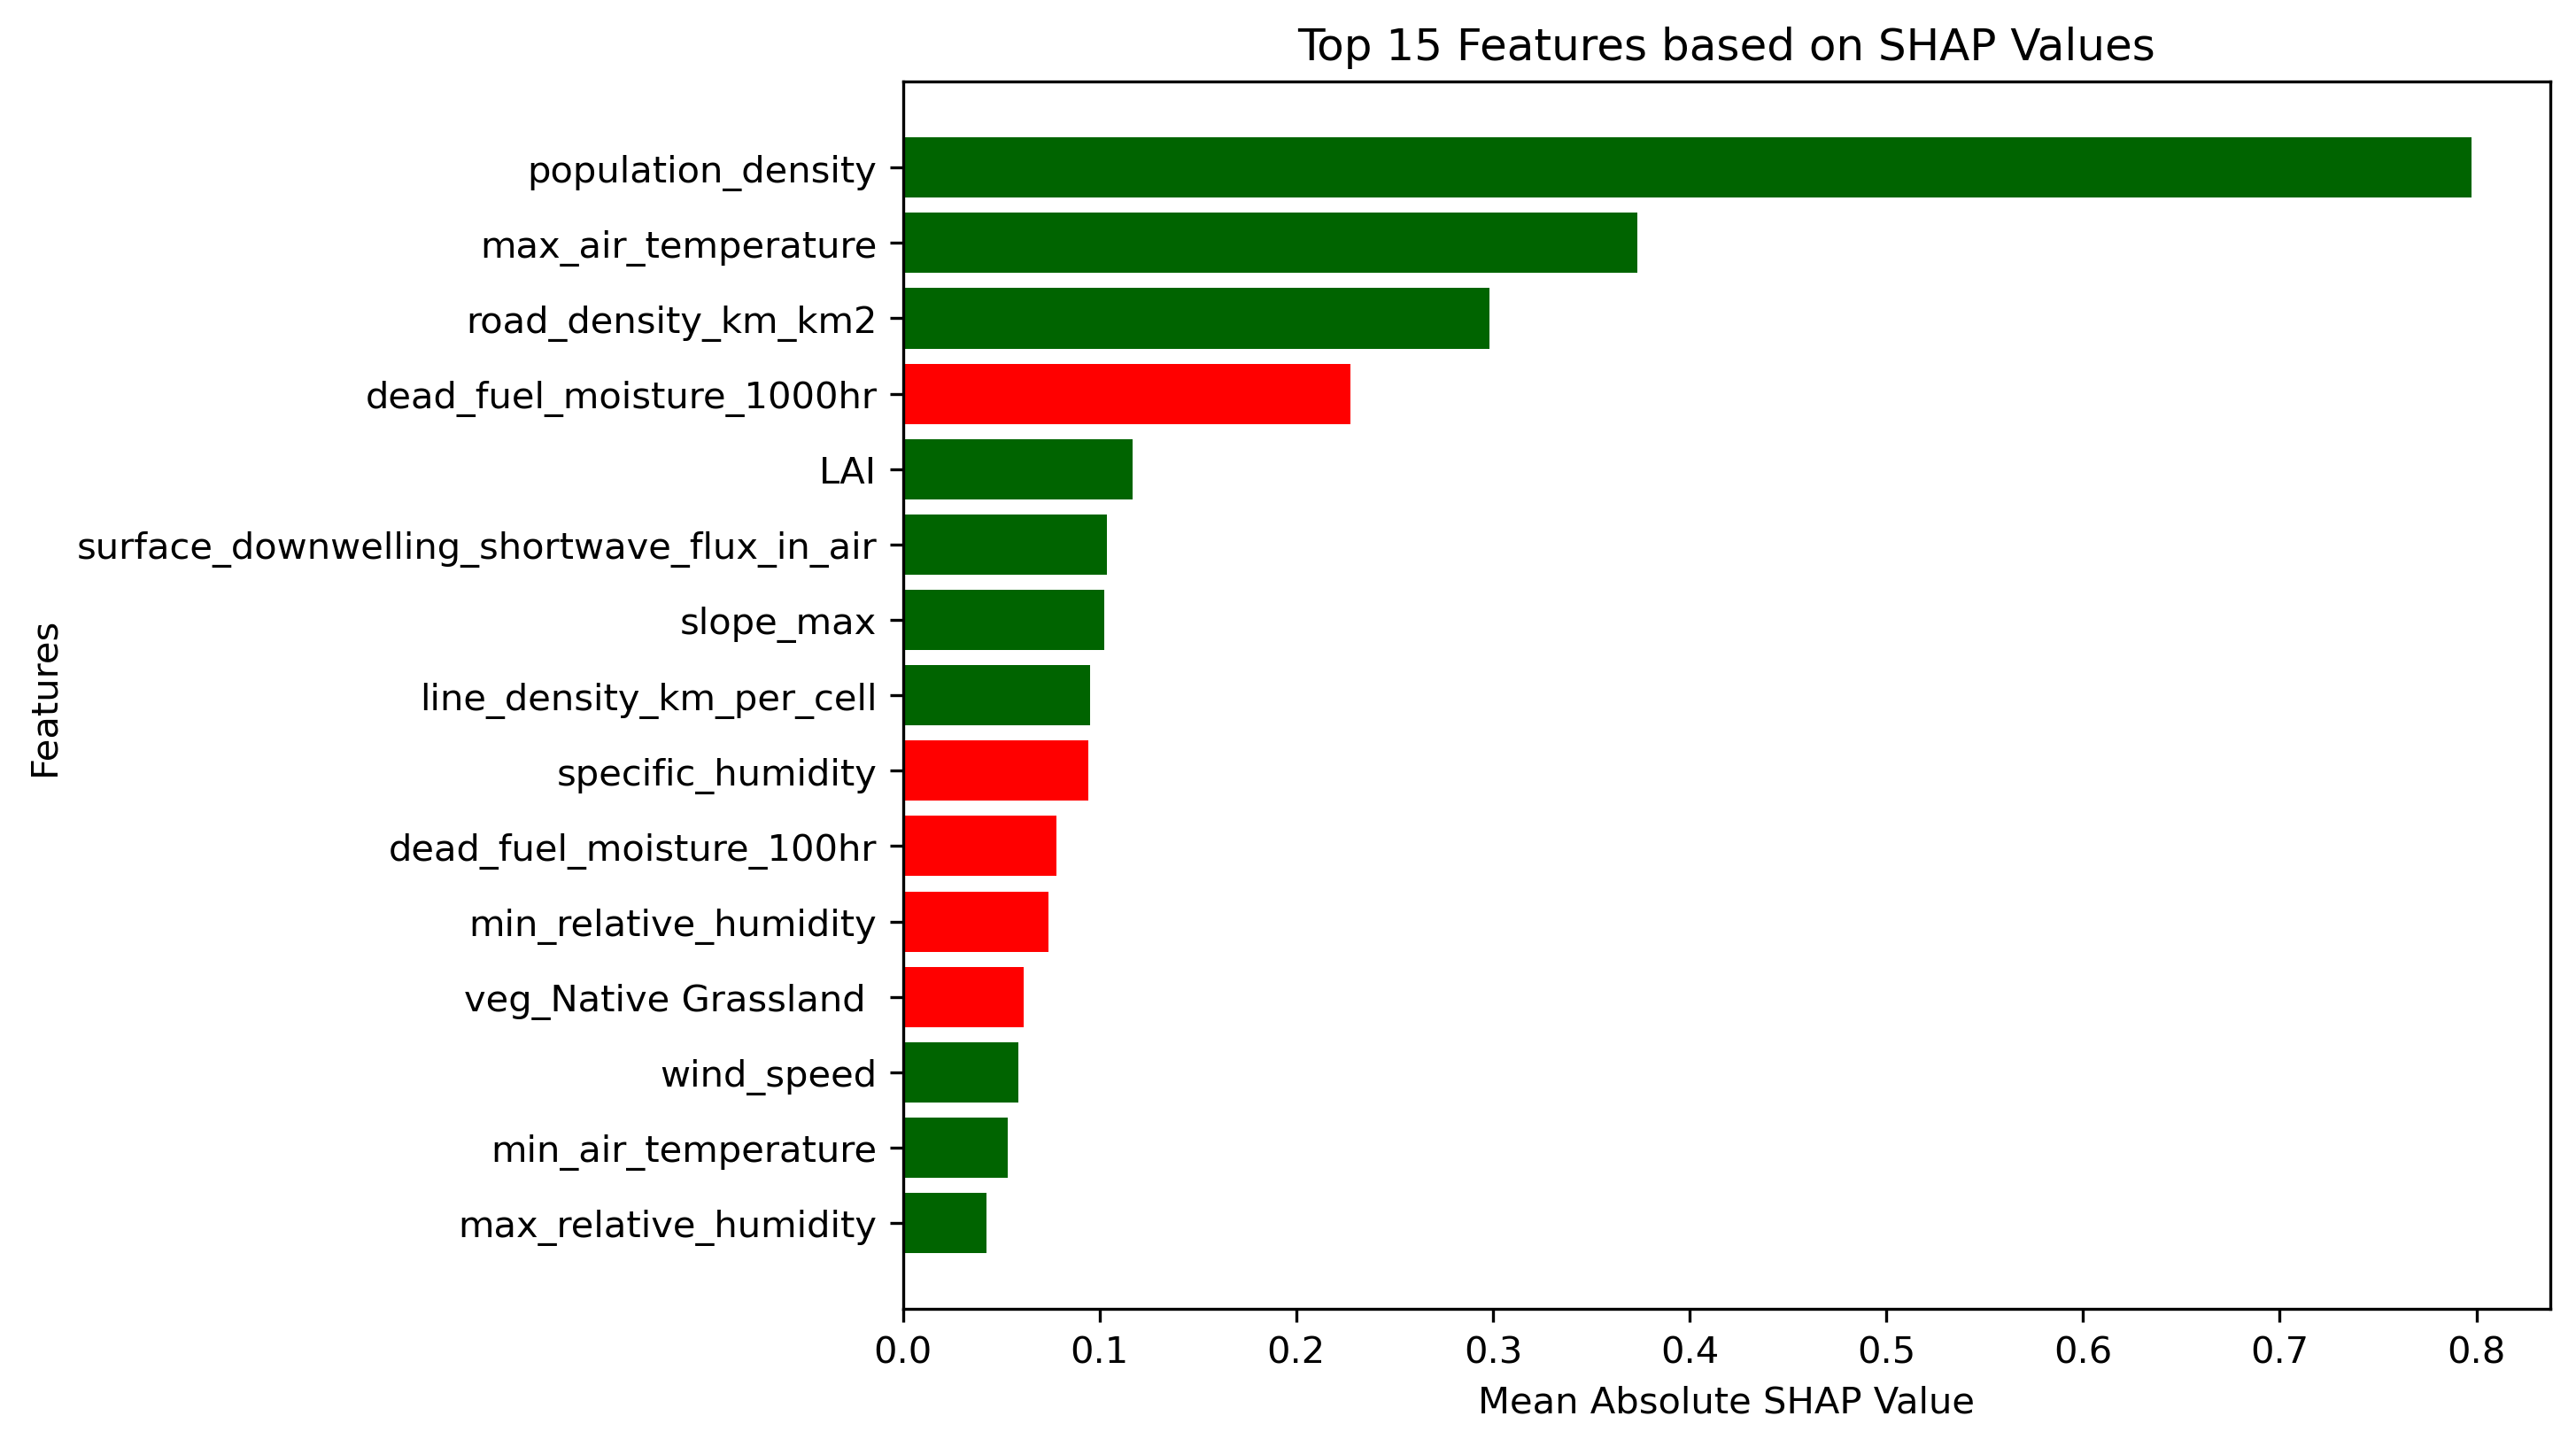 Top 15 Features based on SHAP Values
Features
population_density
max_air_temperature
road_density_km_km2
dead_fuel_moisture_1000hr
LAI
surface_downwelling_shortwave_flux_in_air
slope_max
line_density_km_per_cell
specific_humidity
dead_fuel_moisture_100hr
min_relative_humidity
veg_Native Grassland
wind_speed
min_air_temperature
max_relative_humidity
0.0 0.1 0.2 0.3 0.4 0.5 0.6 0.7 0.8
Mean Absolute SHAP Value